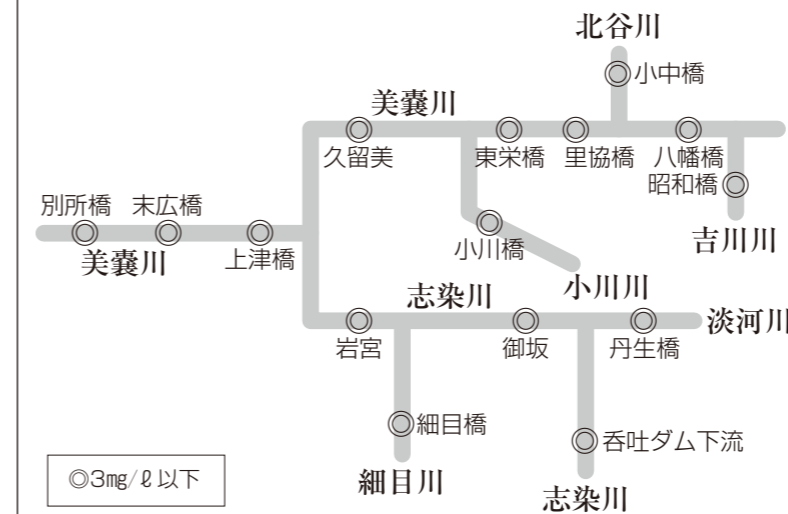 北谷川
小中橋
美嚢川
久留美
東栄橋
里脇橋
八幡橋
昭和橋
別所橋
末広橋
上津橋
美嚢川
小川橋
吉川川
小川川
志染川
淡河川
岩宮
御坂
丹生橋
細目橋
呑吐ダム下流
細目川
志染川
◎3㎎/ℓ以下